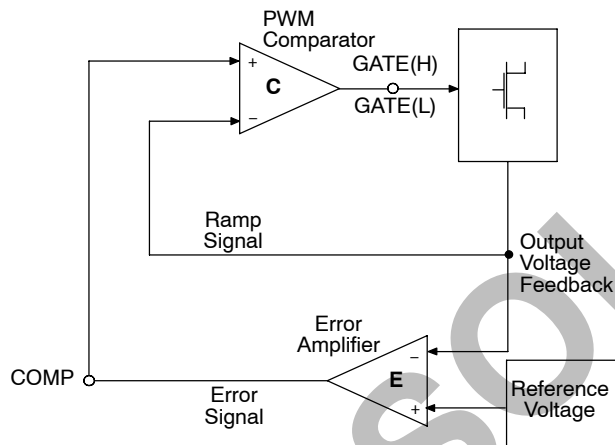 PWM
Comparator
+
C
−
GATE(H)
GATE(L)
Ramp
Signal
Output
Voltage
Feedback
Error
Amplifier
−
E
+
COMP
Error
Signal
Reference
Voltage